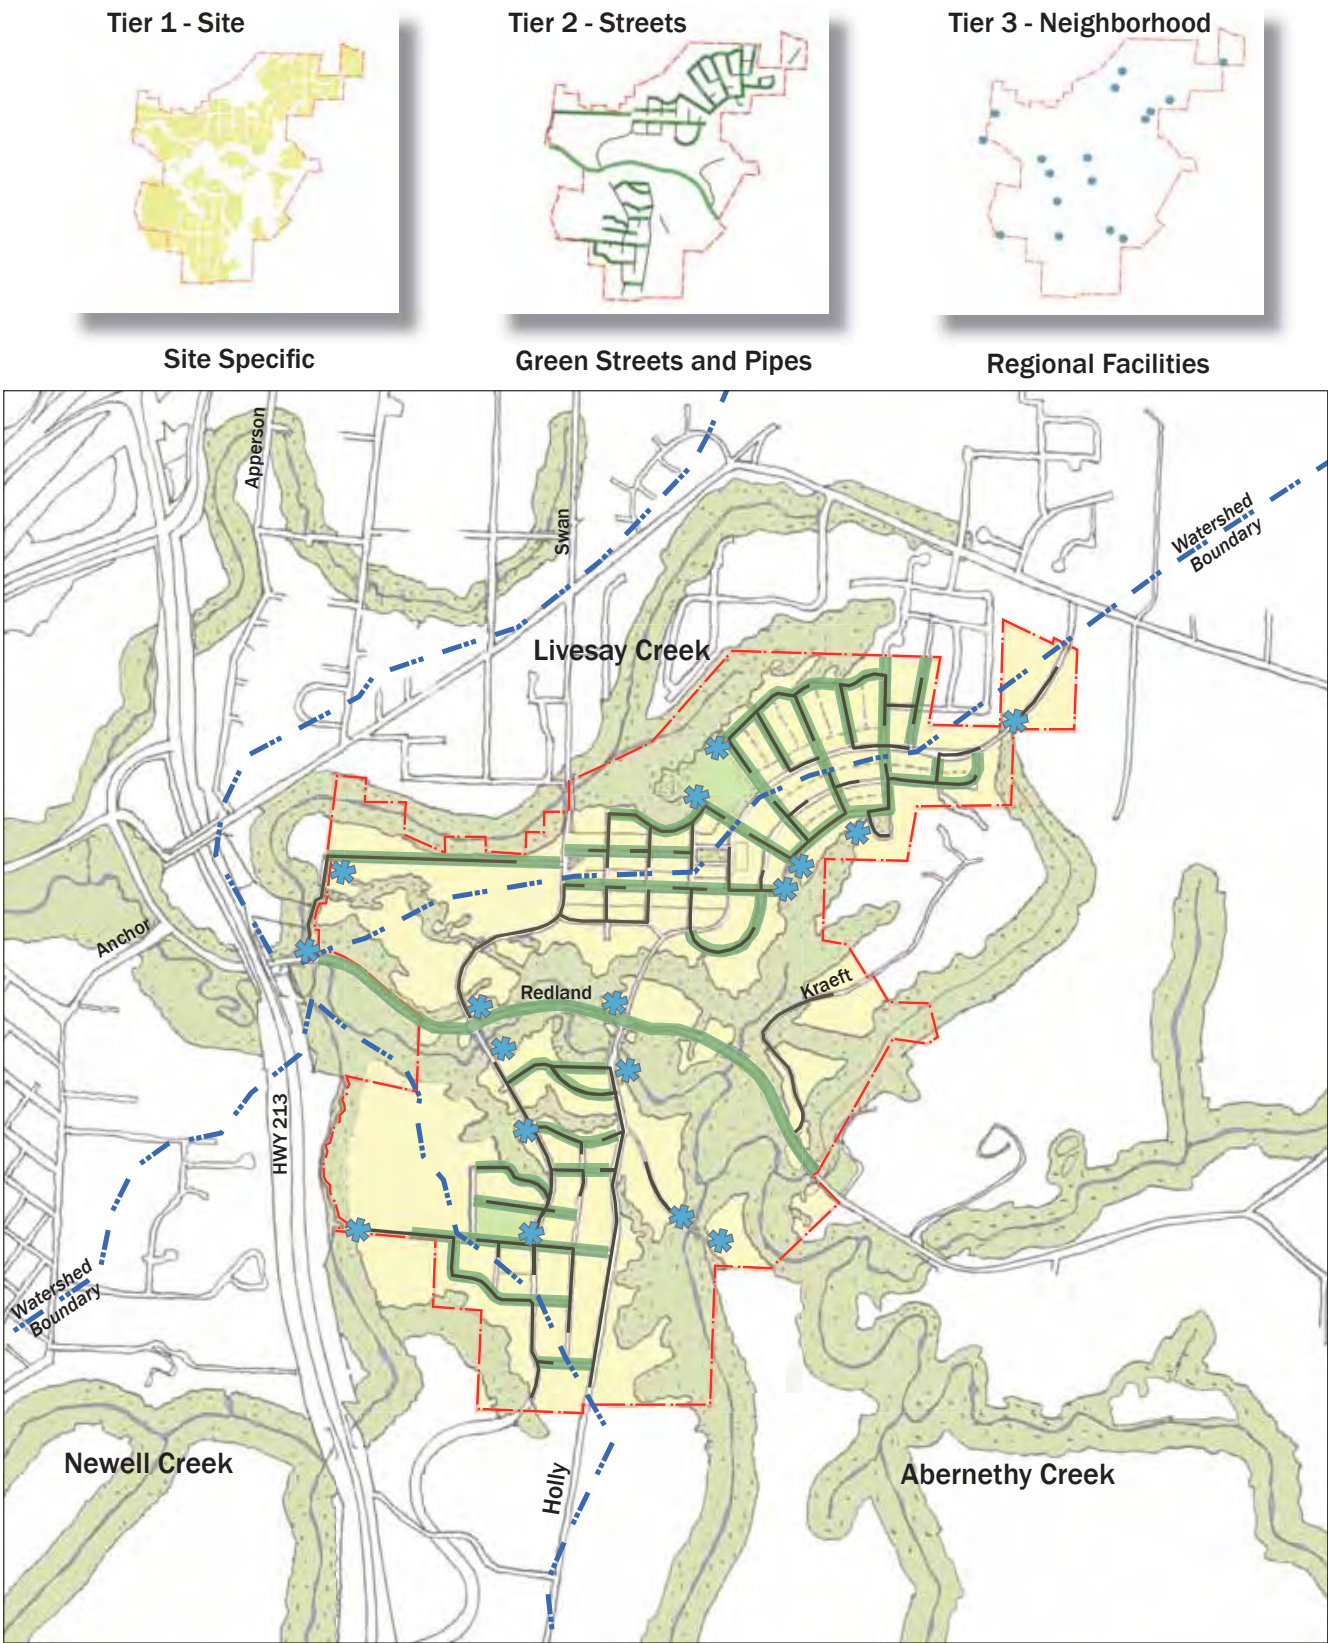 Tier 1 - Site
Tier 2 - Streets
Tier 3 - Neighborhood
Site Specific
Green Streets and Pipes
Regional Facilities
Apperson
Swan
Watershed
Boundary
Livesay Creek
Anchor
Redland
Kraeft
HWY 213
Watershed
Boundary
Newell Creek
Holly
Abernethy Creek